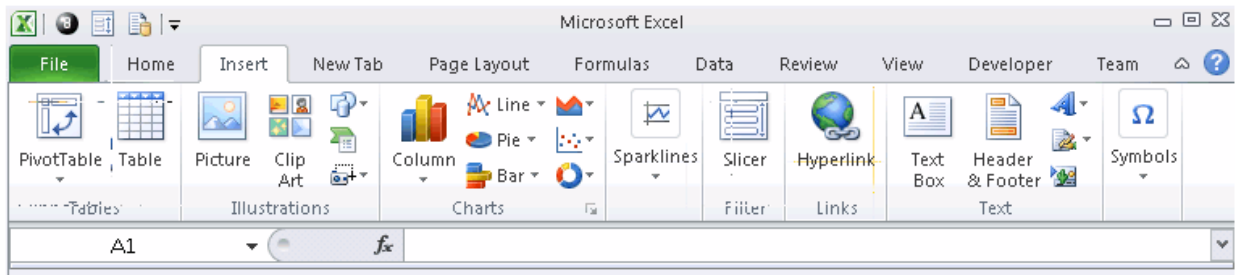 Microsoft Excel
File Home Insert New Tab Page Layout Formulas Data Review View Developer Team
PivotTable Table Picture Clip Art Column Line Pie Bar Sparklines Slicer Hyperlink Text Box Header & Footer Symbols
Tables Illustrations Charts Filter Links Text
A1 fx